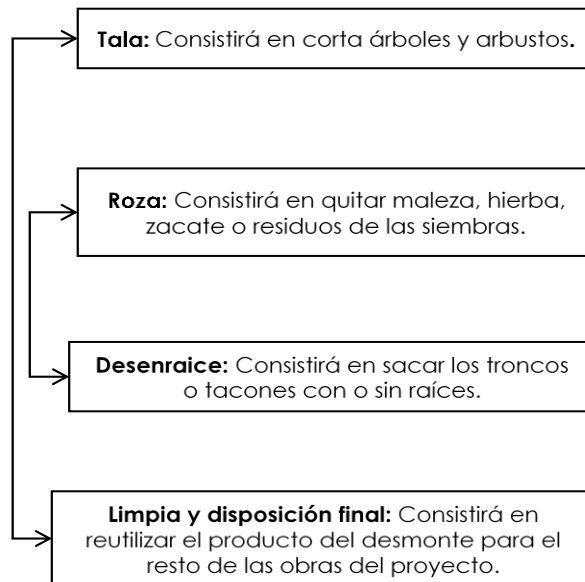 Tala: Consistirá en corta árboles y arbustos.
Roza: Consistirá en quitar maleza, hierba,
zacate o residuos de las siembras.
Desenraice: Consistirá en sacar los troncos
o tacones con o sin raíces.
Limpia y disposición final: Consistirá en
reutilizar el producto del desmonte para el
resto de las obras del proyecto.